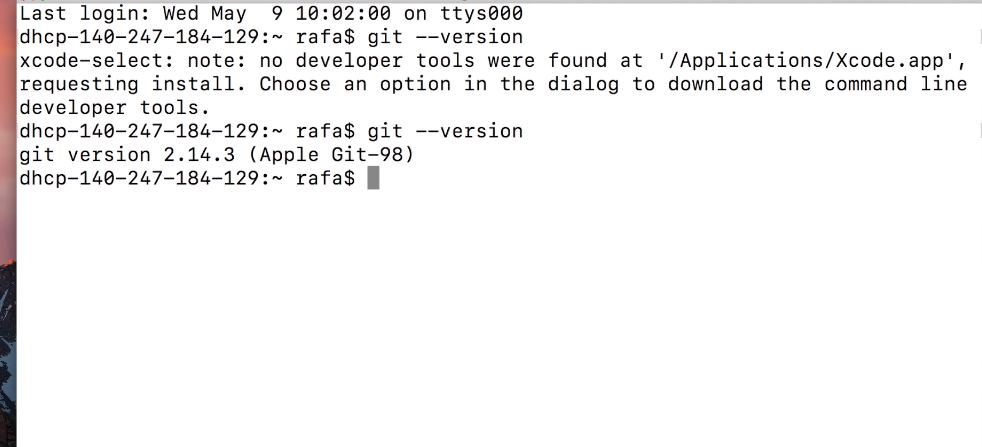 Last login: Wed May  9 10:02:00 on ttys000
dhcp-140-247-184-129:~ rafa$ git --version
xcode-select: note: no developer tools were found at '/Applications/Xcode.app',
requesting install. Choose an option in the dialog to download the command line
developer tools.
dhcp-140-247-184-129:~ rafa$ git --version
git version 2.14.3 (Apple Git-98)
dhcp-140-247-184-129:~ rafa$